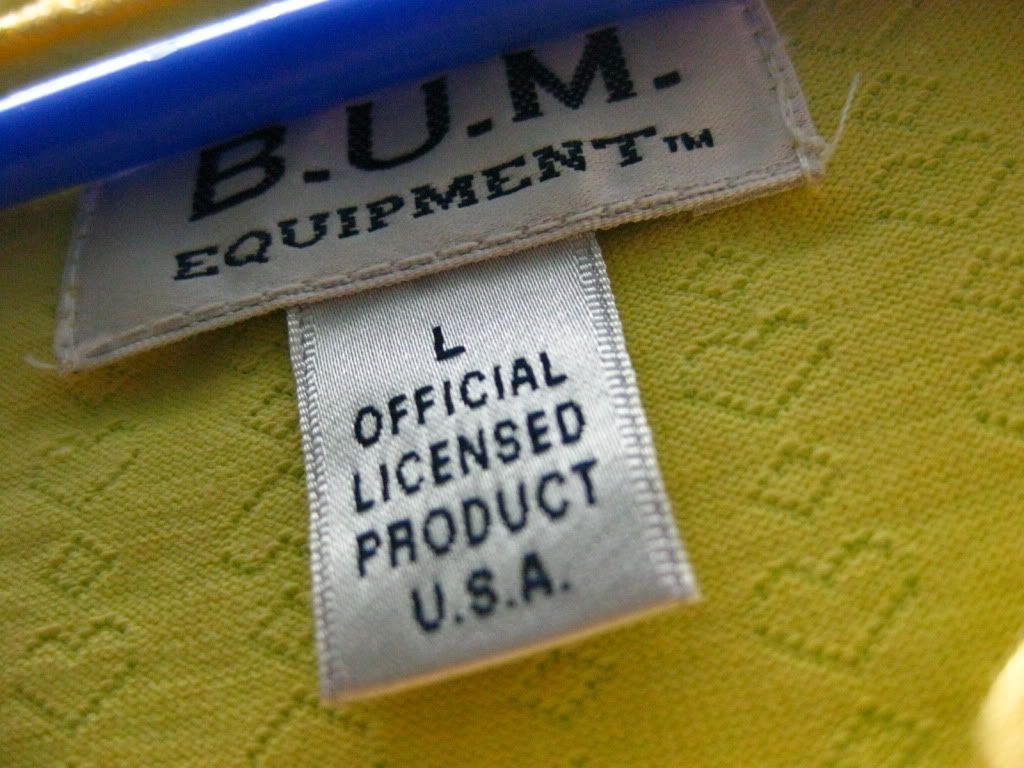 B.U.M.
EQUIPMENT™
L
OFFICIAL
LICENSED
PRODUCT
U.S.A.